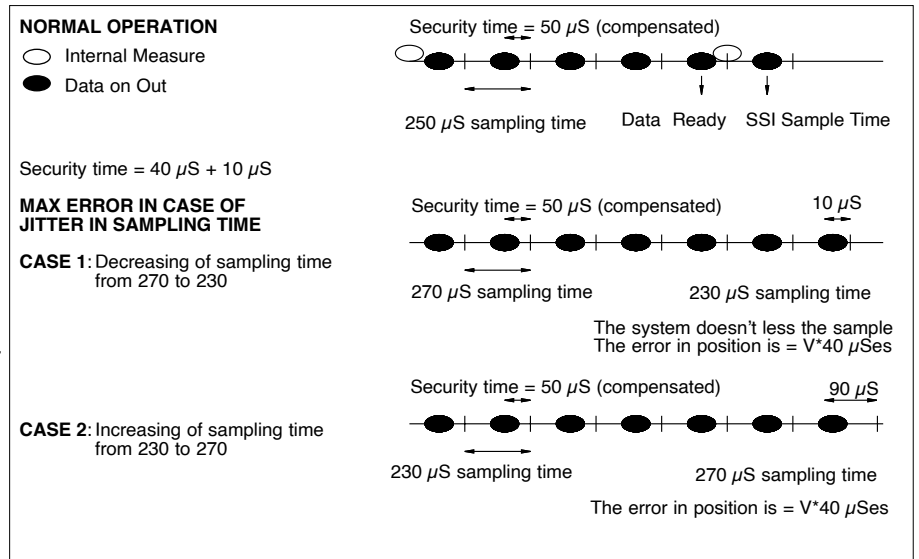 NORMAL OPERATION
Internal Measure
Data on Out
Security time = 50 µS (compensated)
250 µS sampling time
Data Ready
SSI Sample Time
Security time = 40 µS + 10 µS
MAX ERROR IN CASE OF
JITTER IN SAMPLING TIME
CASE 1: Decreasing of sampling time
from 270 to 230
Security time = 50 µS (compensated)
10 µS
270 µS sampling time
230 µS sampling time
The system doesn't less the sample
The error in position is = V*40 µSes
CASE 2: Increasing of sampling time
from 230 to 270
Security time = 50 µS (compensated)
90 µS
230 µS sampling time
270 µS sampling time
The error in position is = V*40 µSes